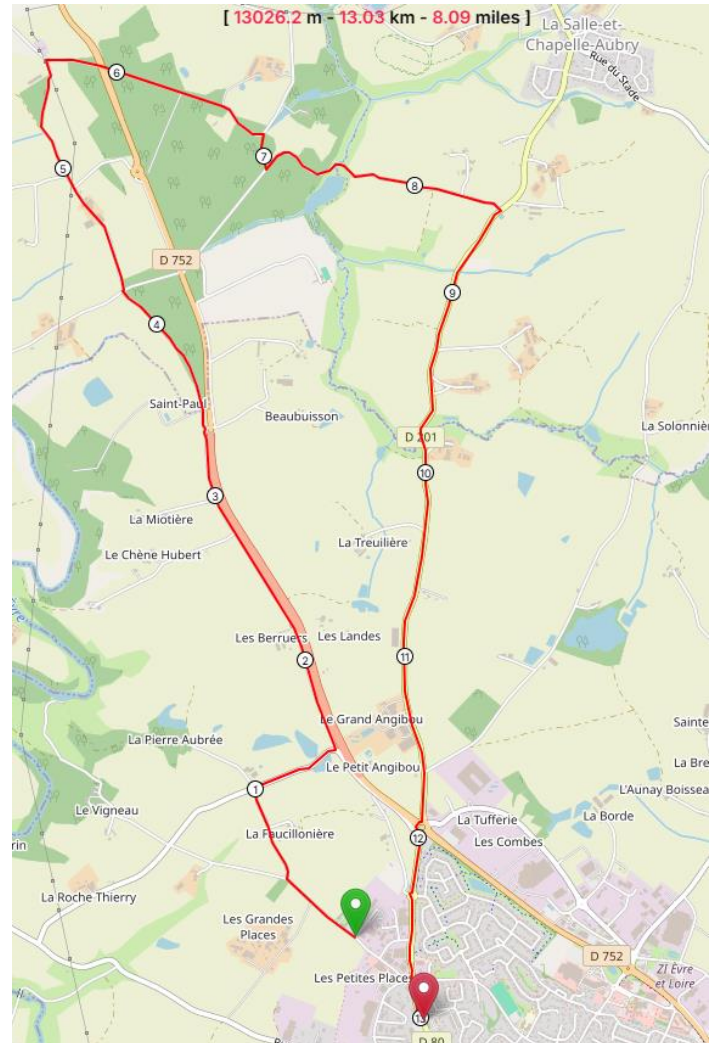 [ 13026.2 m - 13.03 km - 8.09 miles ]
La Salle-et-
Chapelle-Aubry
Rue du Stade
6
7
5
8
D 752
9
4
Saint-Paul
Beaubuisson
La Solonniè
D 201
10
3
La Miotière
La Treuilière
Le Chêne Hubert
Les Berruers
Les Landes
2
11
Le Grand Angibou
Sainte
La Pierre Aubrée
Le Petit Angibou
La Bre
1
L'Aunay Boisseau
Le Vigneau
La Tufferie
La Borde
La Faucillonière
12
Les Combes
rin
La Roche Thierry
Les Grandes
Places
D 752
Les Petites Places
ZI Èvre
et Loire
13
D 80